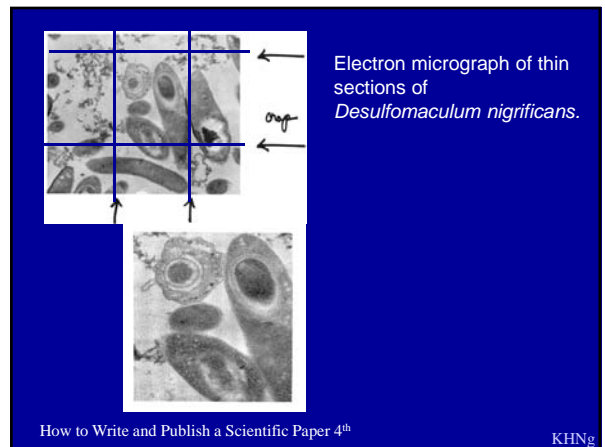 Electron micrograph of thin
sections of
Desulfomaculum nigrificans.
crop
How to Write and Publish a Scientific Paper 4th
KHNg